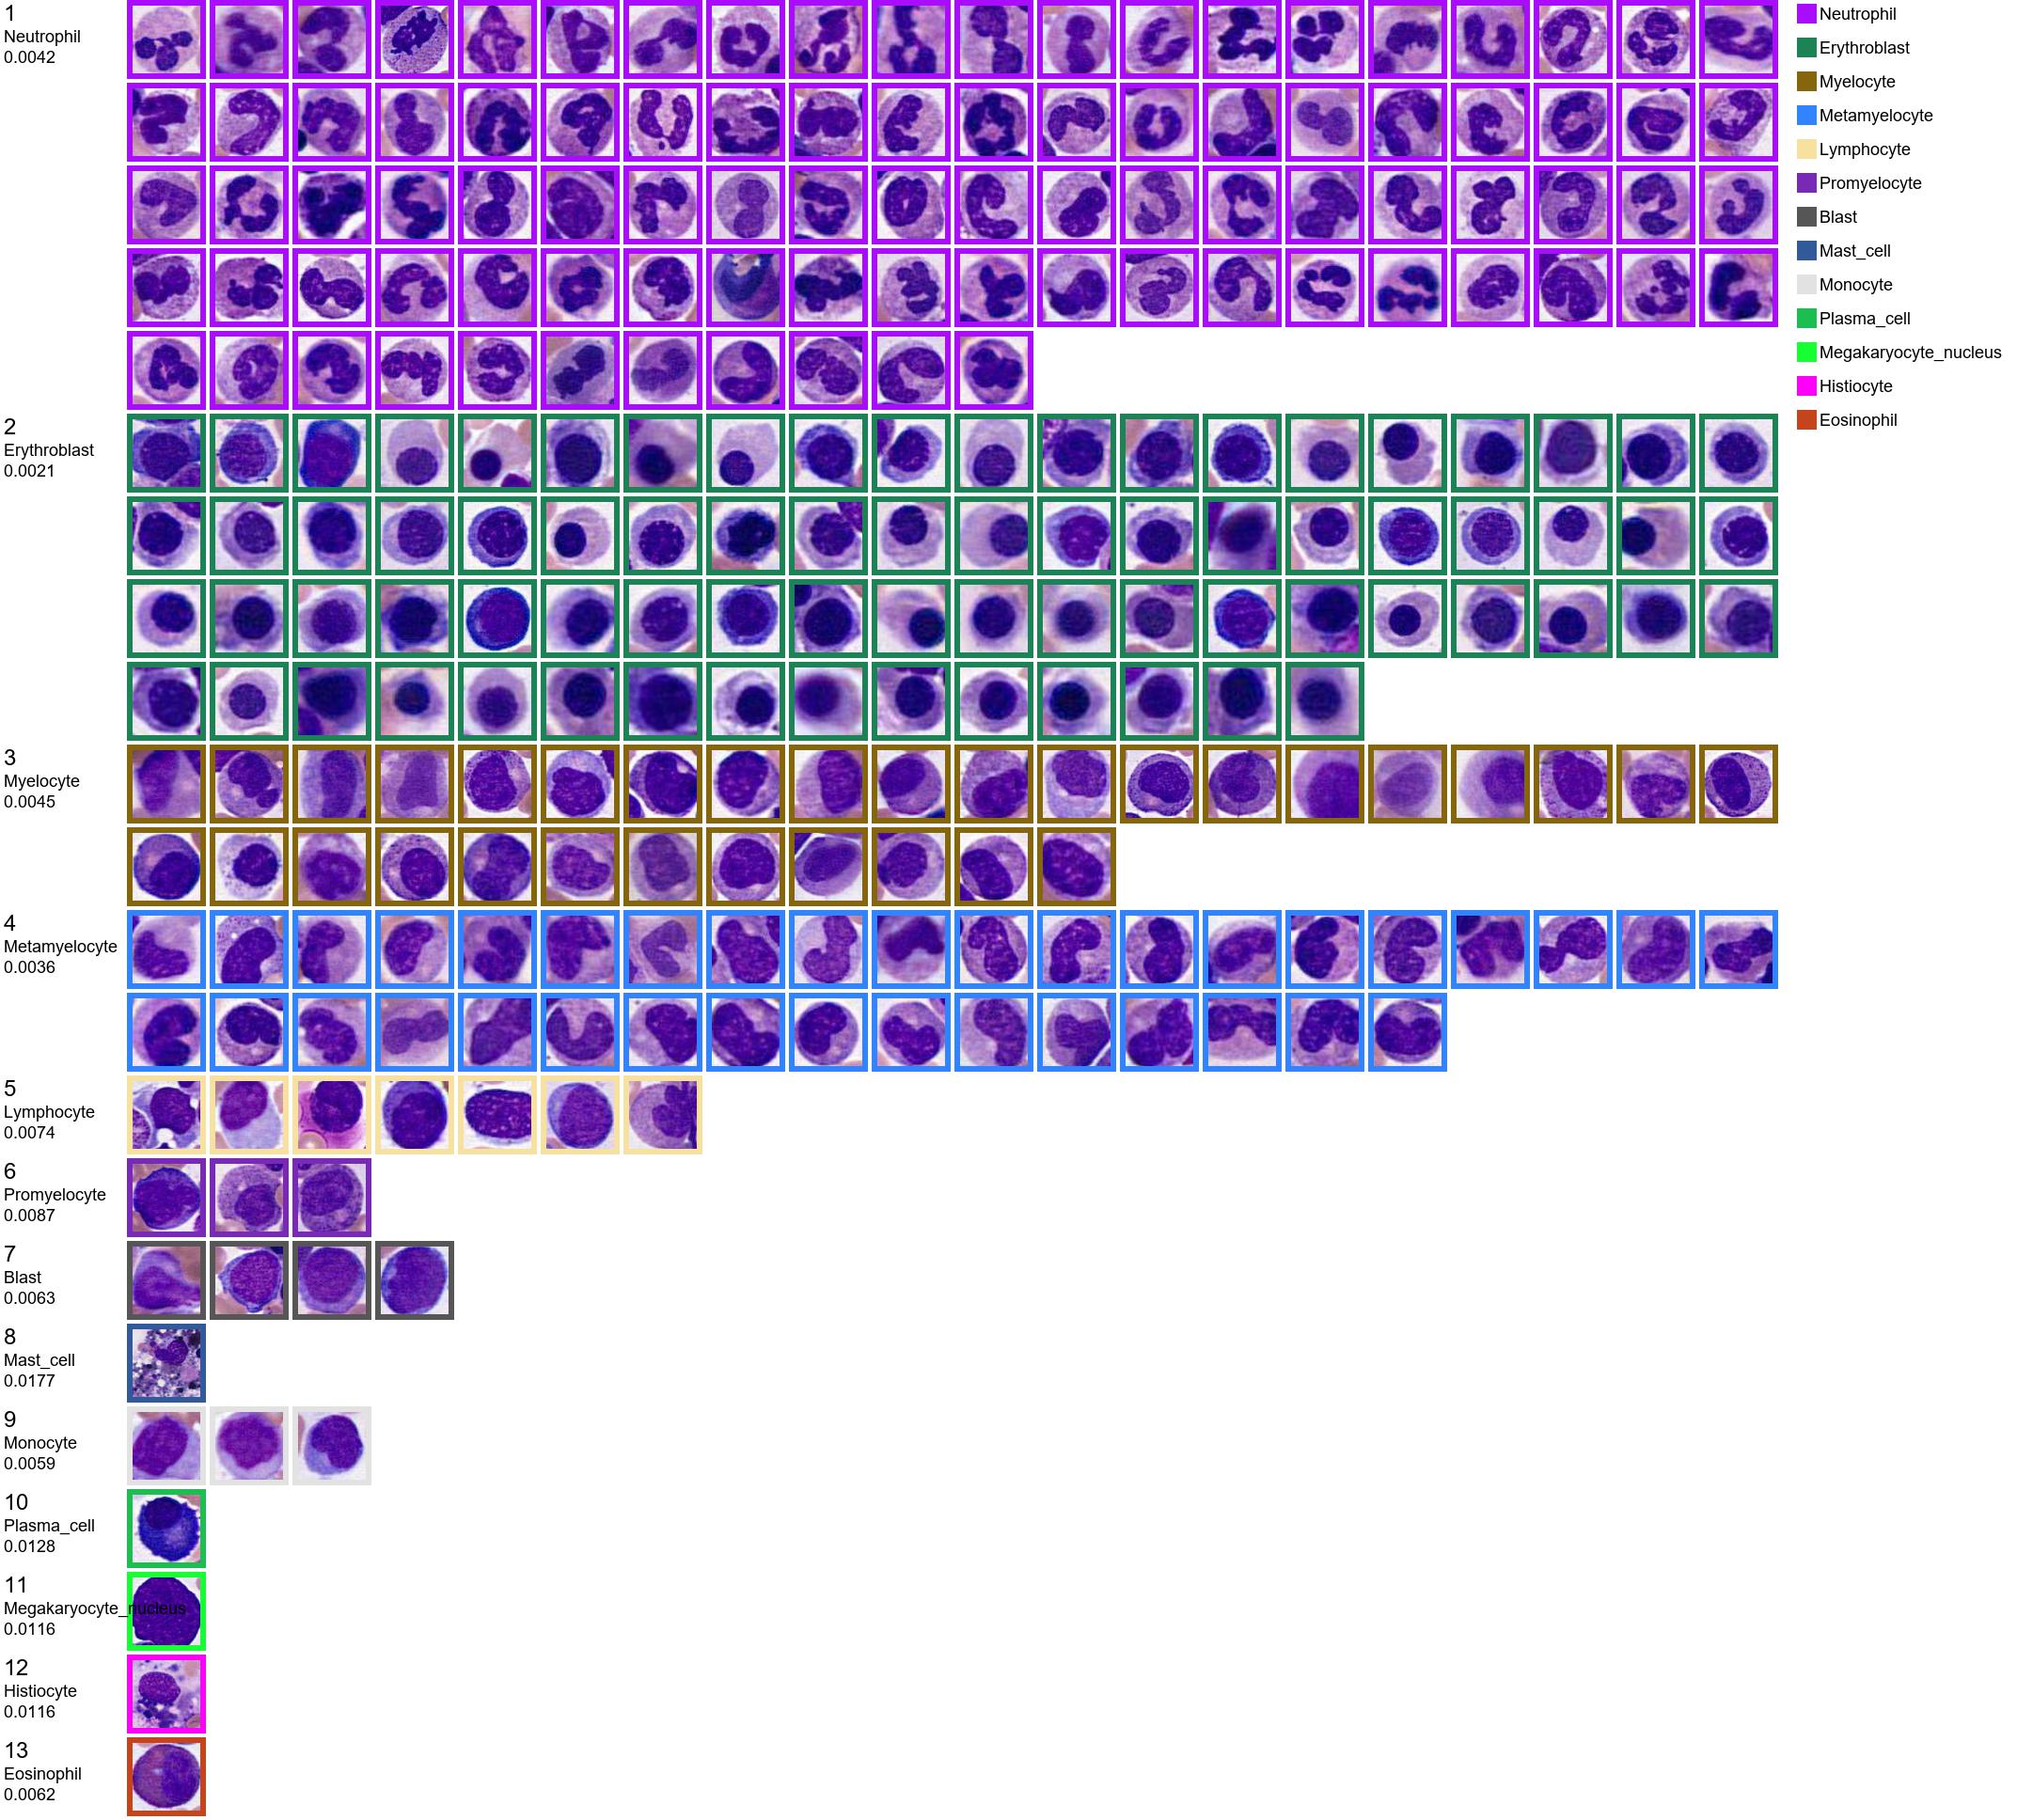 1
Neutrophil
0.0042
2
Erythroblast
0.0021
3
Myelocyte
0.0045
4
Metamyelocyte
0.0036
5
Lymphocyte
0.0074
6
Promyelocyte
0.0087
7
Blast
0.0063
8
Mast_cell
0.0177
9
Monocyte
0.0059
10
Plasma_cell
0.0128
11
Megakaryocyte_nucleus
0.0116
12
Histiocyte
0.0116
13
Eosinophil
0.0062
Neutrophil
Erythroblast
Myelocyte
Metamyelocyte
Lymphocyte
Promyelocyte
Blast
Mast_cell
Monocyte
Plasma_cell
Megakaryocyte_nucleus
Histiocyte
Eosinophil